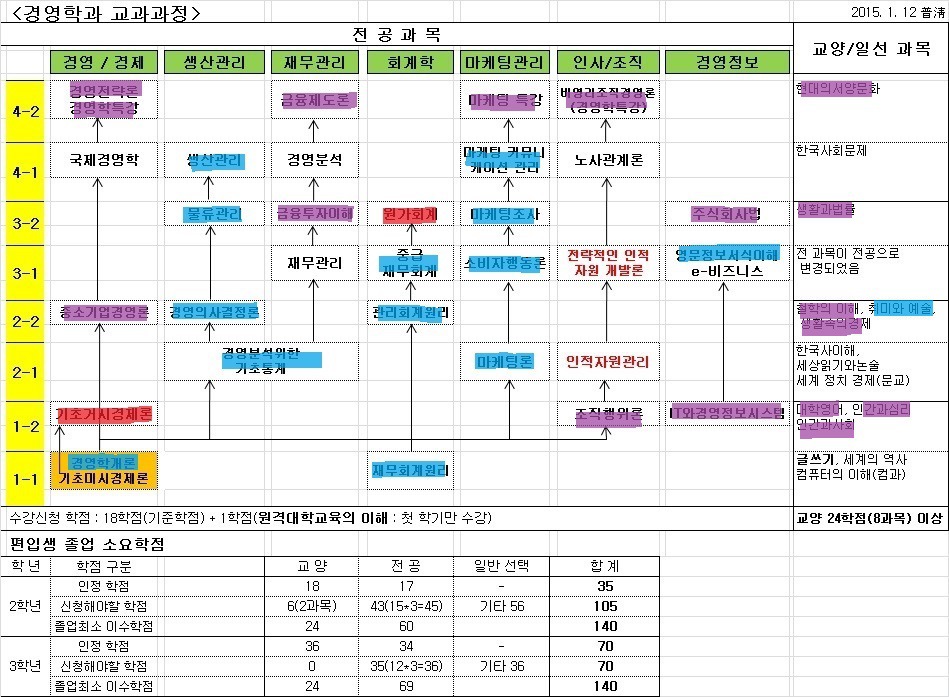 <경영학과 교과과정>
2015. 1. 12 普淸
전 공 과 목
교양/일선 과목
경영 / 경제 생산관리 재무관리 회계학 마케팅관리 인사/조직 경영정보
4-2
경영전략론
경영학특강
금융제도론
마케팅 특강
비영리조직경영론
(경영학특강)
현대의서양문화
4-1
국제경영학
생산관리
경영분석
마케팅 커뮤니
케이션 관리
노사관계론
한국사회문제
3-2
물류관리
금융투자이해
원가회계
마케팅조사
주식회사법
생활과법률
3-1
재무관리
중급
재무회계
소비자행동론
전략적인 인적
자원 개발론
영문정보서식이해
e-비즈니스
전 과목이 전공으로
변경되었음
2-2
중소기업경영론
경영의사결정론
관리회계원리
철학의 이해, 취미와 예술,
생활속의경제
2-1
경영분석위한
기초통계
마케팅론
인적자원관리
한국사이해,
세상읽기와논술
세계 정치 경제(문교)
1-2
기초거시경제론
조직행위론
IT와경영정보시스템
대학영어, 인간과심리
인간과사회
1-1
경영학개론
기초미시경제론
재무회계원리
글쓰기, 세계의 역사
컴퓨터의 이해(컴과)
수강신청 학점 : 18학점(기준학점) + 1학점(원격대학교육의 이해 : 첫 학기만 수강)
교양 24학점(8과목) 이상
편입생 졸업 소요학점
학 년 학점 구분 교 양 전 공 일반 선택 합 계
2학년
인정 학점 18 17 - 35
신청해야할 학점 6(2과목) 43(15*3=45) 기타 56 105
졸업최소 이수학점 24 60 140
3학년
인정 학점 36 34 - 70
신청해야할 학점 0 35(12*3=36) 기타 36 70
졸업최소 이수학점 24 69 140